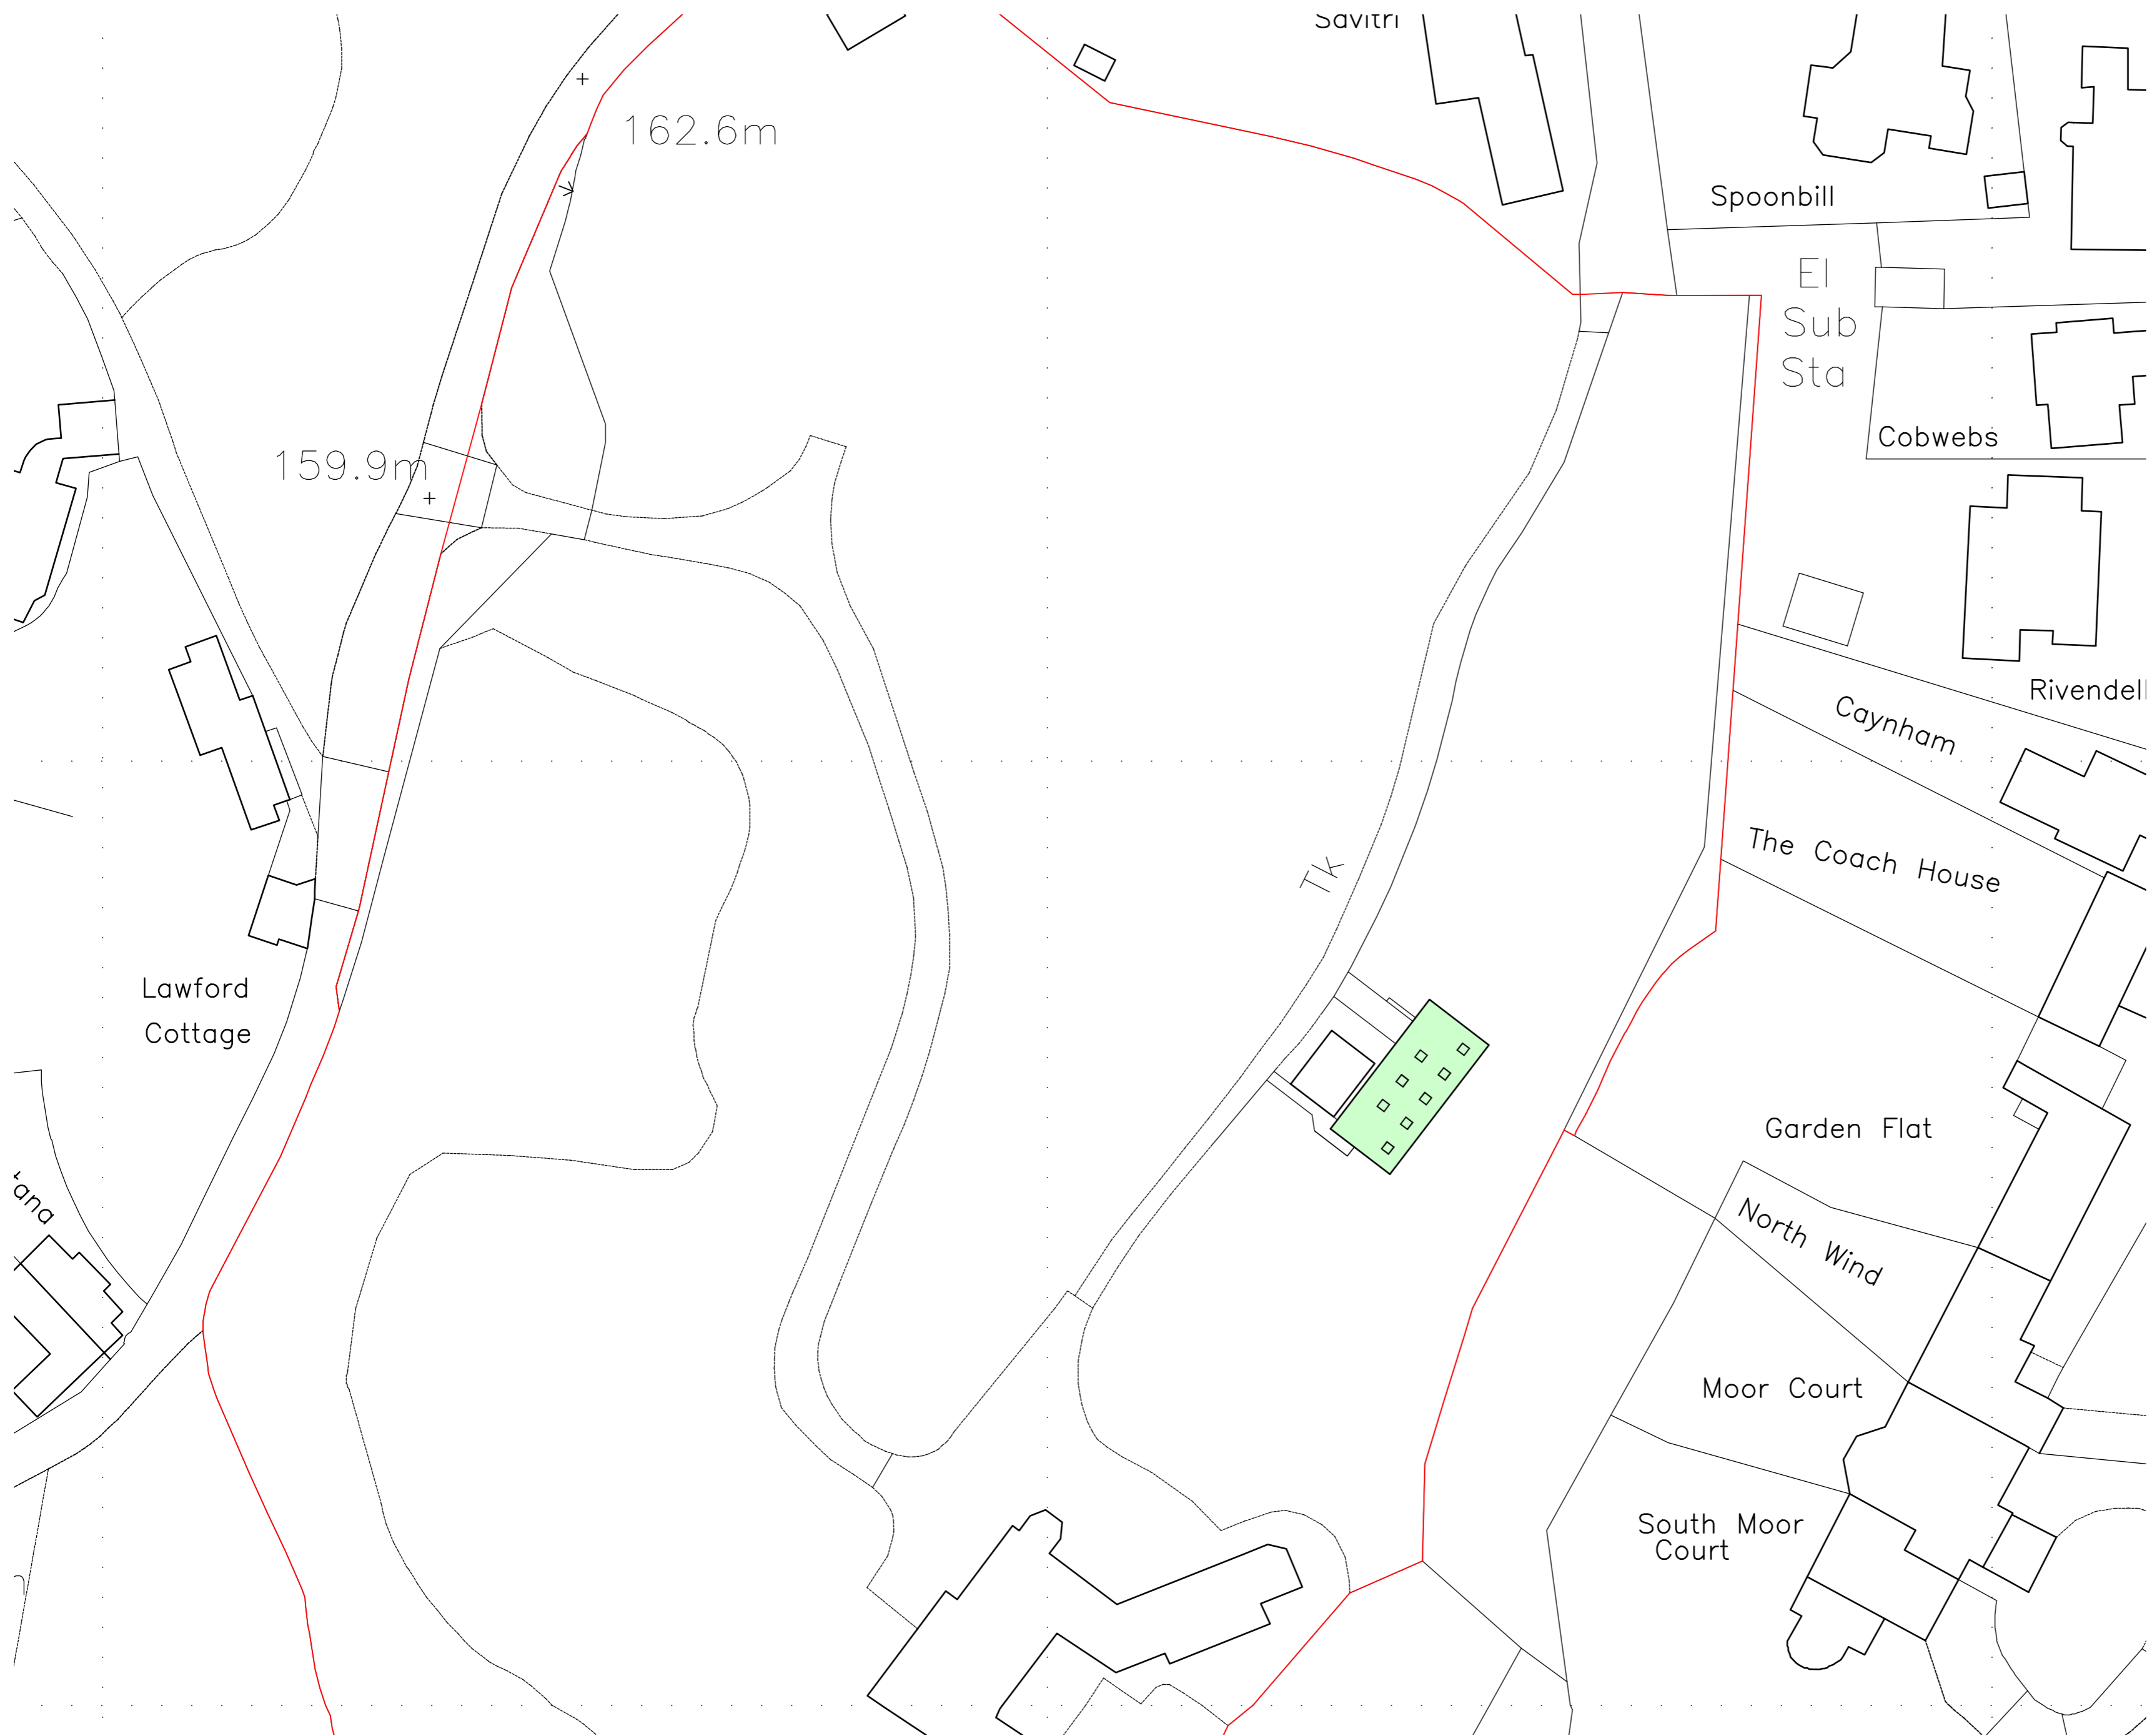 Savitri
162.6m
Spoonbill
El
Sub
Sta
Cobwebs
159.9m
Rivendell
Caynham
The Coach House
Tk
Lawford
Cottage
Garden Flat
North Wind
Moor Court
South Moor
Court